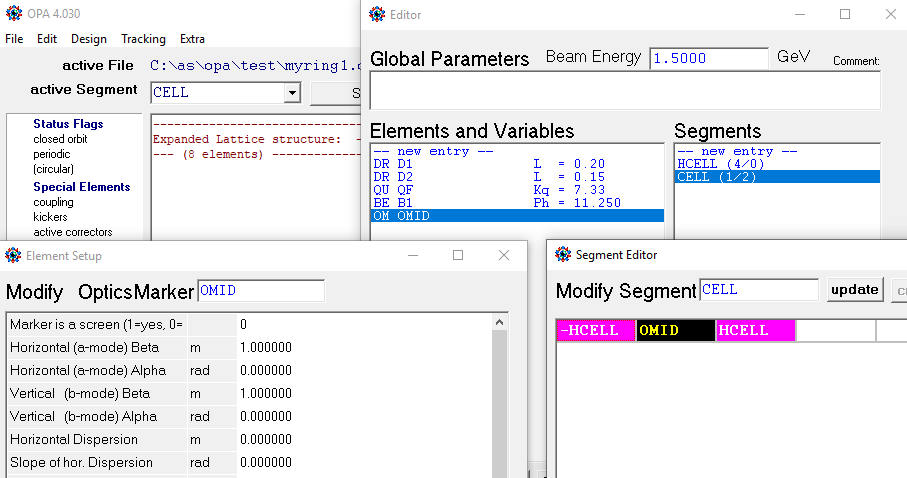 OPA 4.030
File Edit Design Tracking Extra
active File C:\as\opa\test\myring1.
active Segment CELL
Status Flags
closed orbit
periodic
(circular)
Special Elements
coupling
kickers
active correctors
Expanded Lattice structure:
--- (8 elements) -------------
Editor
Global Parameters Beam Energy 1.5000 GeV Comment:
Elements and Variables
-- new entry --
DR D1 L = 0.20
DR D2 L = 0.15
QU QF Kq = 7.33
BE B1 Ph = 11.250
OM OMID
Segments
-- new entry --
HCELL (4/0)
CELL (1/2)
Element Setup
Modify OpticsMarker OMID
Marker is a screen (1=yes, 0= 0
Horizontal (a-mode) Beta m 1.000000
Horizontal (a-mode) Alpha rad 0.000000
Vertical (b-mode) Beta m 1.000000
Vertical (b-mode) Alpha rad 0.000000
Horizontal Dispersion m 0.000000
Slope of hor. Dispersion rad 0.000000
Segment Editor
Modify Segment CELL update
-HCELL OMID HCELL